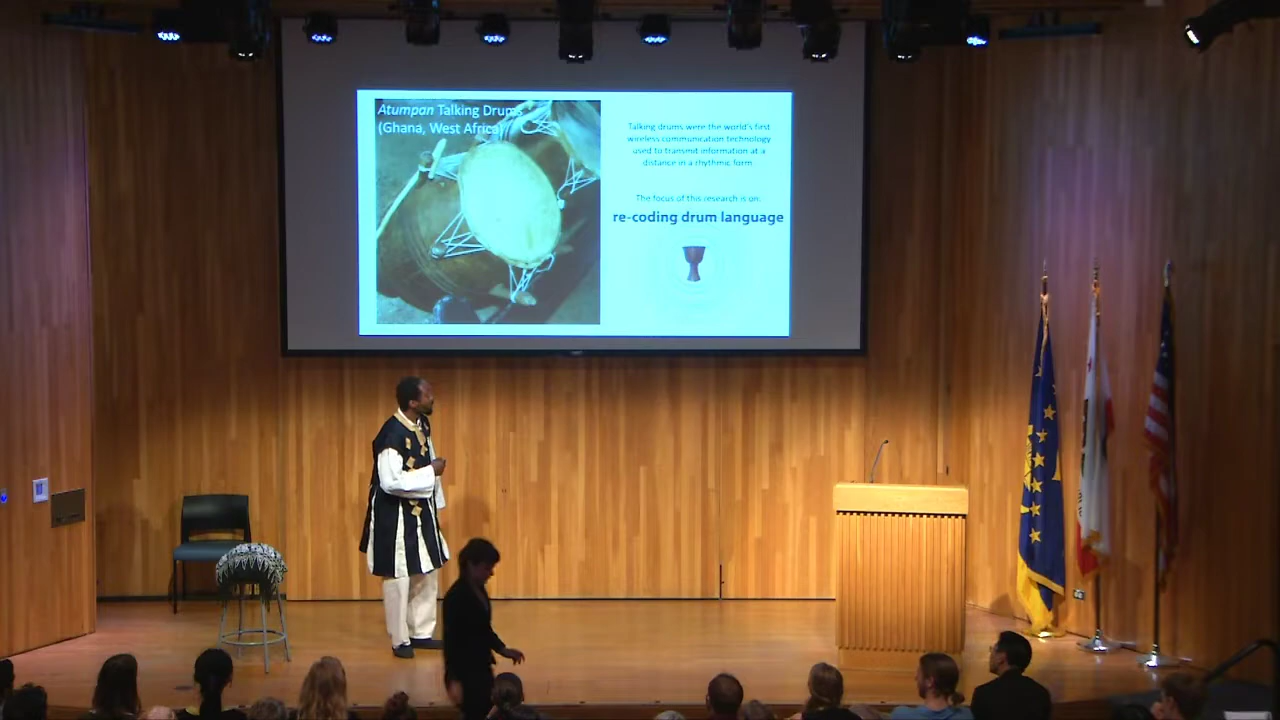 Atumpan Talking Drums
(Ghana, West Africa)
Talking drums were the world's first
wireless communication technology
used to transmit information at a
distance in a rhythmic form
The focus of this research is on:
re-coding drum language